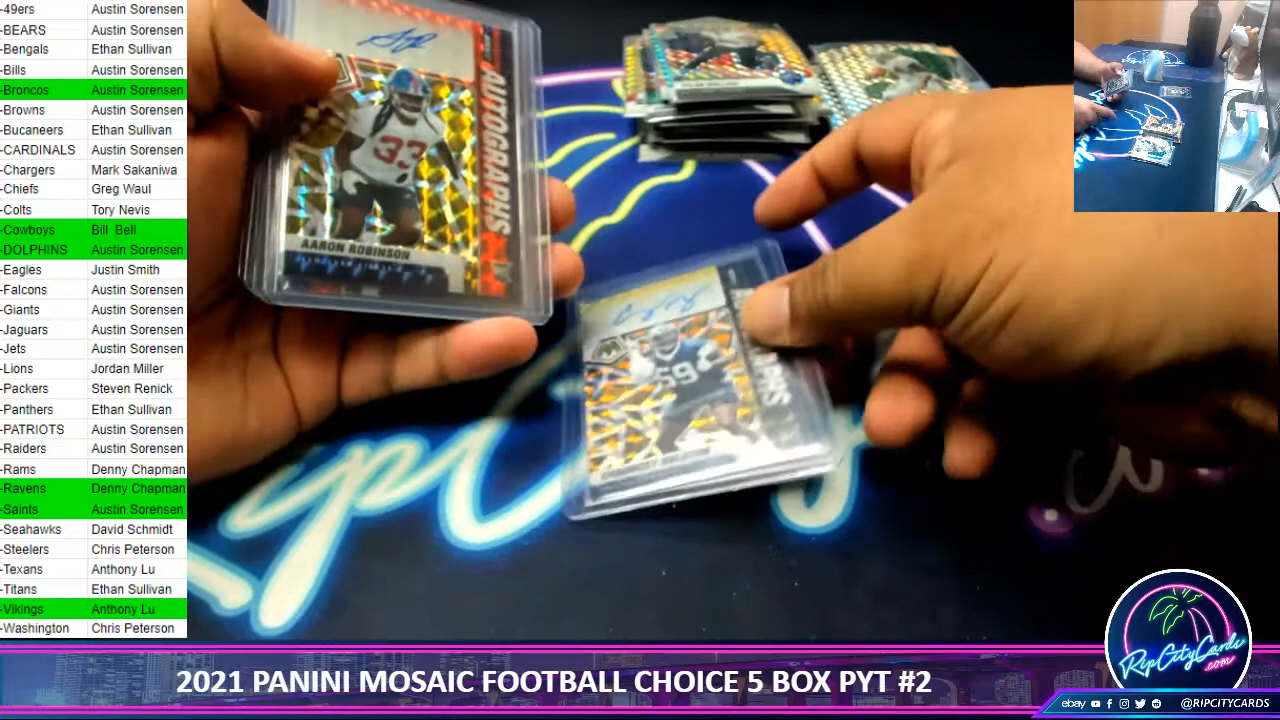 -49ers Austin Sorensen
-BEARS Austin Sorensen
-Bengals Ethan Sullivan
-Bills Austin Sorensen
-Broncos Austin Sorensen
-Browns Austin Sorensen
-Bucaneers Ethan Sullivan
-CARDINALS Austin Sorensen
-Chargers Mark Sakaniwa
-Chiefs Greg Waul
-Colts Tory Nevis
-Cowboys Bill Bell
-DOLPHINS Austin Sorensen
-Eagles Justin Smith
-Falcons Austin Sorensen
-Giants Austin Sorensen
-Jaguars Austin Sorensen
-Jets Austin Sorensen
-Lions Jordan Miller
-Packers Steven Renick
-Panthers Ethan Sullivan
-PATRIOTS Austin Sorensen
-Raiders Austin Sorensen
-Rams Denny Chapman
-Ravens Denny Chapman
-Saints Austin Sorensen
-Seahawks David Schmidt
-Steelers Chris Peterson
-Texans Anthony Lu
-Titans Ethan Sullivan
-Vikings Anthony Lu
-Washington Chris Peterson
AUTOGRAPHS
33
AARON ROBINSON
59
RipCityCards
.com
2021 PANINI MOSAIC FOOTBALL CHOICE 5 BOX PYT #2
ebay @RIPCITYCARDS